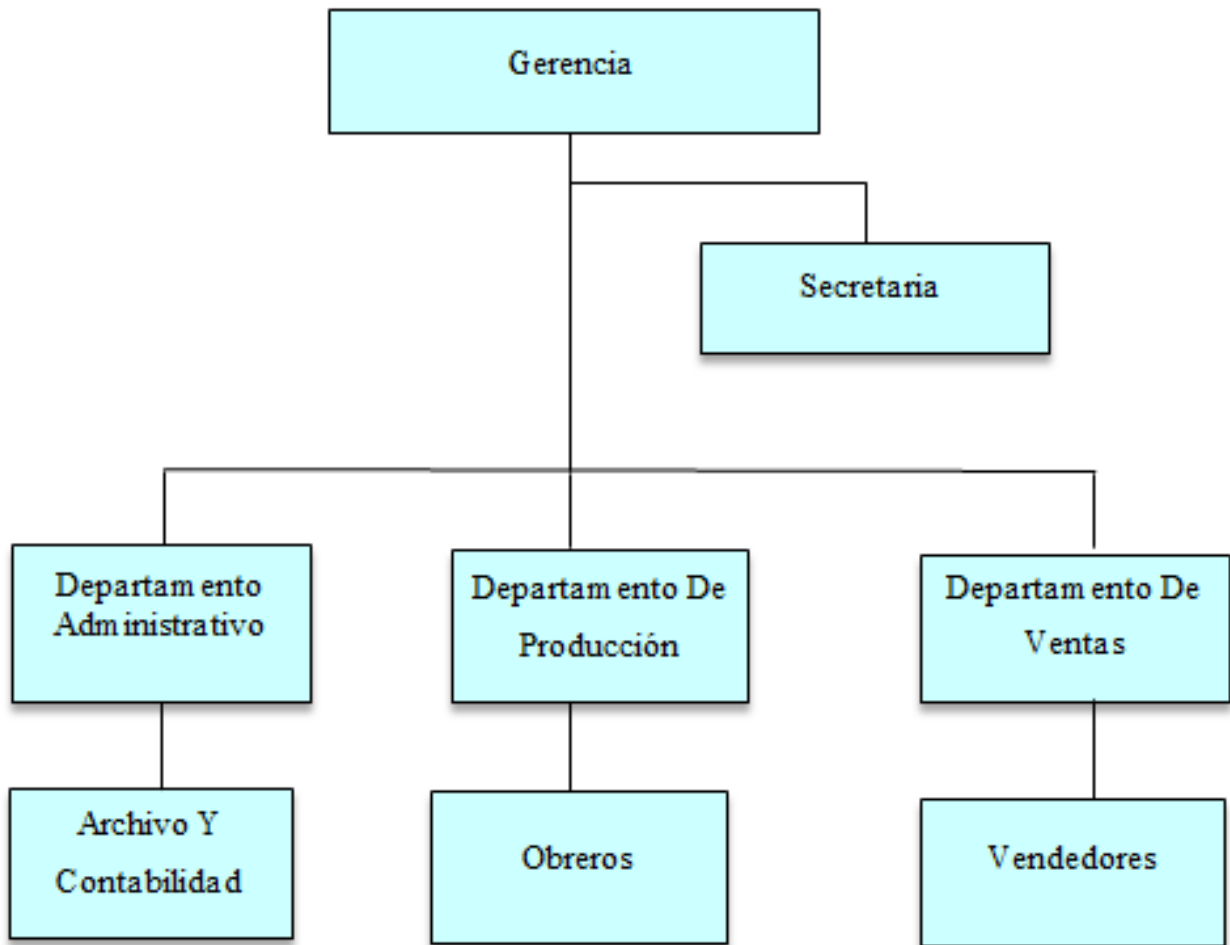 Gerencia
Secretaria
Departamento
Administrativo
Departamento De
Producción
Departamento De
Ventas
Archivo Y
Contabilidad
Obreros
Vendedores